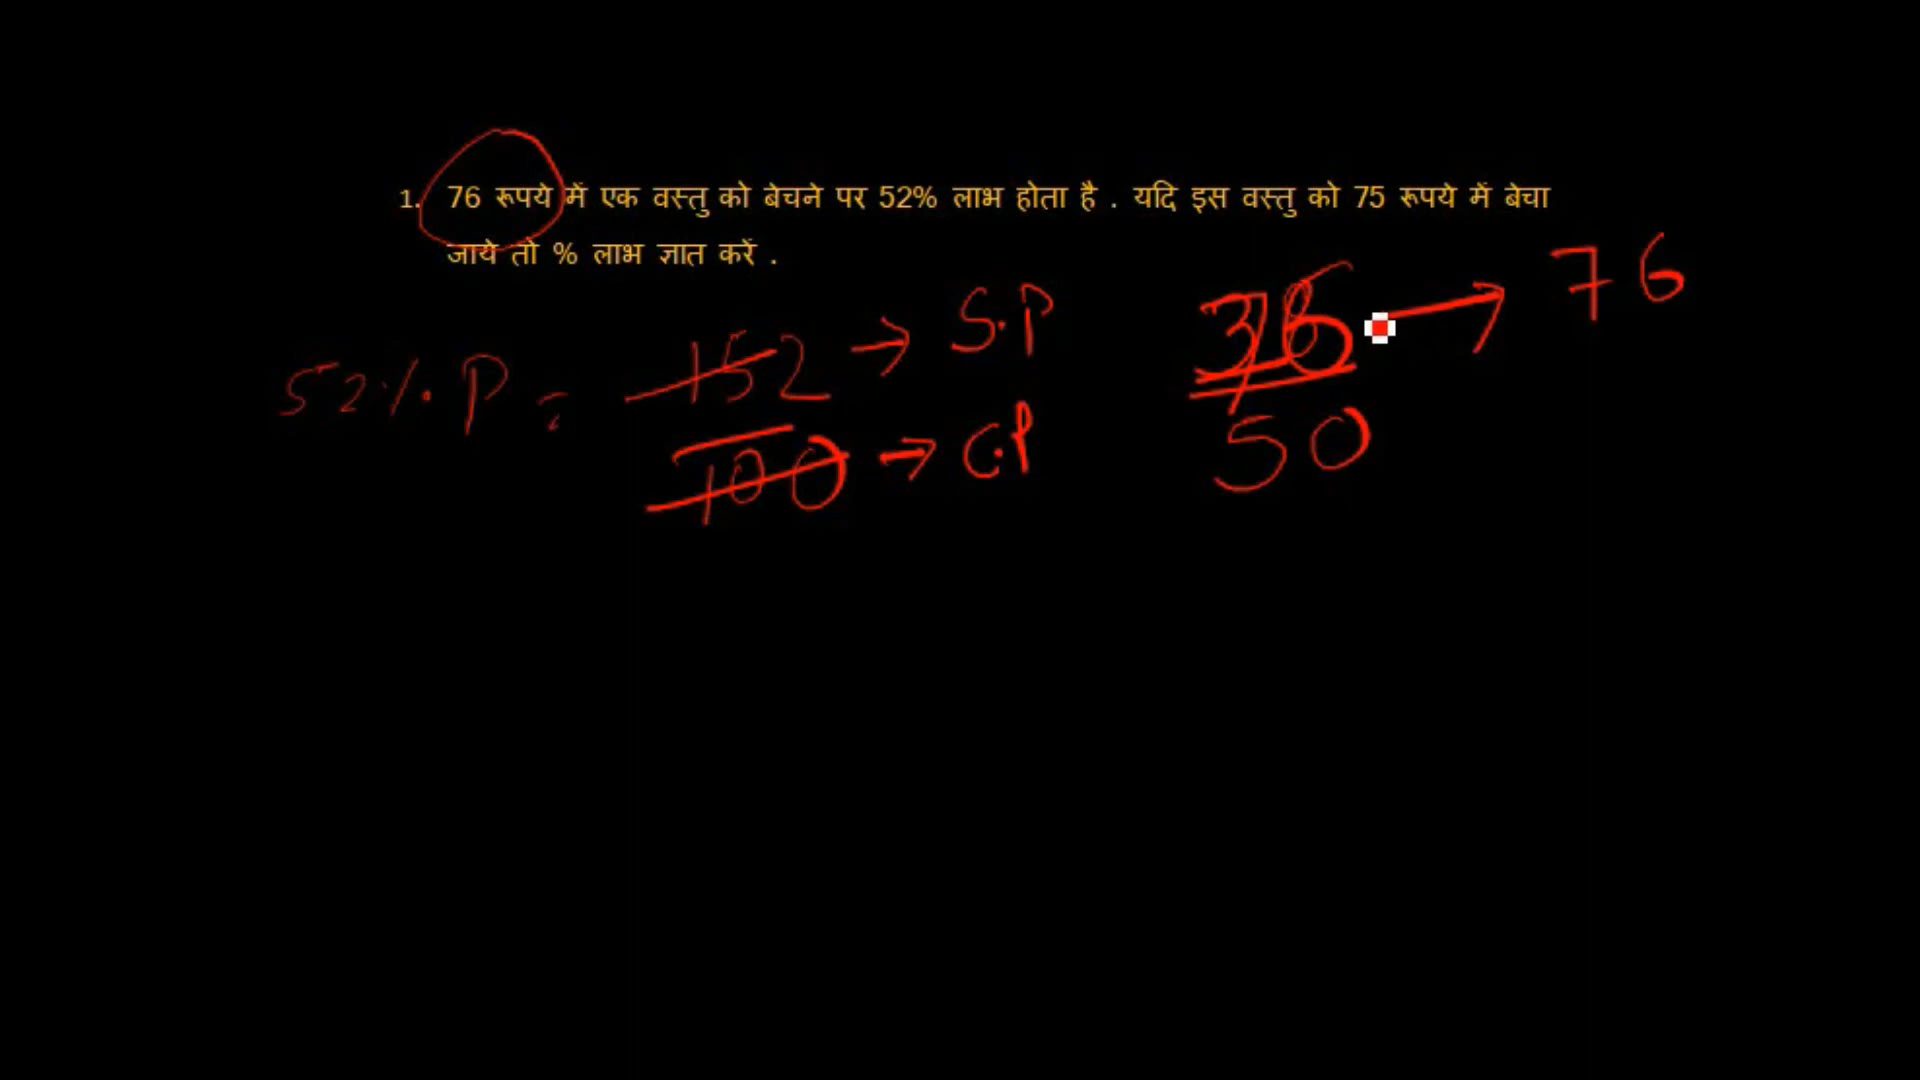 1. 76 रूपये में एक वस्तु को बेचने पर 52% लाभ होता है . यदि इस वस्तु को 75 रूपये में बेचा
जाये तो % लाभ ज्ञात करें .
52% P = 152 → S.P
100 → C.P
76 → 76
50